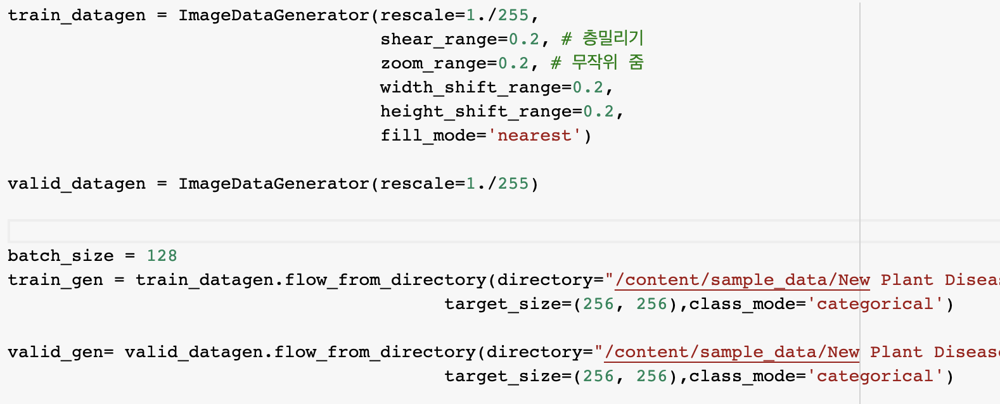 train_datagen = ImageDataGenerator(rescale=1./255,
shear_range=0.2, # 층밀리기
zoom_range=0.2, # 무작위 줌
width_shift_range=0.2,
height_shift_range=0.2,
fill_mode='nearest')
valid_datagen = ImageDataGenerator(rescale=1./255)
batch_size = 128
train_gen = train_datagen.flow_from_directory(directory="/content/sample_data/New Plant Diseas
target_size=(256, 256),class_mode='categorical')
valid_gen= valid_datagen.flow_from_directory(directory="/content/sample_data/New Plant Disease
target_size=(256, 256),class_mode='categorical')